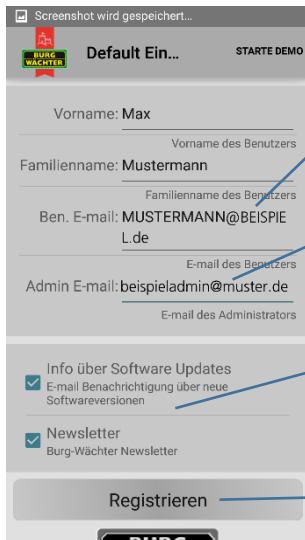 Screenshot wird gespeichert...
BURG
WÄCHTER
Default Ein...
STARTE DEMO
Vorname: Max
Vorname des Benutzers
Familienname: Mustermann
Familienname des Benutzers
Ben. E-mail: MUSTERMANN@BEISPIE
L.de
E-mail des Benutzers
Admin E-mail: beispieladmin@muster.de
E-mail des Administrators
Info über Software Updates
E-mail Benachrichtigung über neue
Softwareversionen
Newsletter
Burg-Wächter Newsletter
Registrieren
BURG